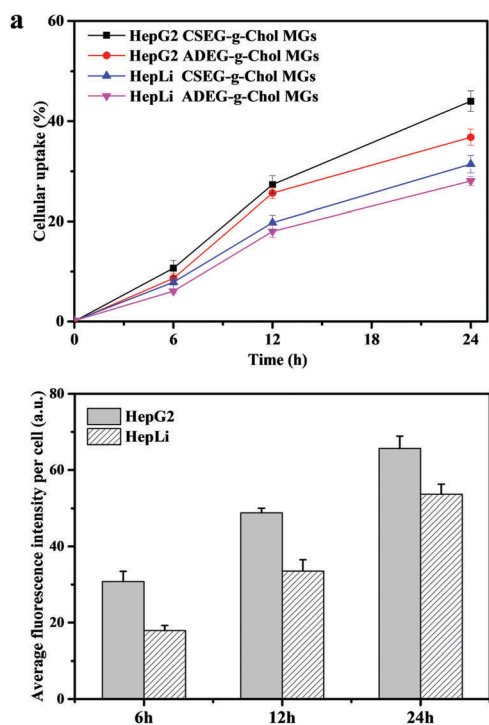 a
HepG2 CSEG-g-Chol MGs
HepG2 ADEG-g-Chol MGs
HepLi CSEG-g-Chol MGs
HepLi ADEG-g-Chol MGs
Cellular uptake (%)
60
40
20
0
0 6 12 18 24
Time (h)
Average fluorescence intensity per cell (a.u.)
80
60
40
20
0
HepG2
HepLi
6h 12h 24h